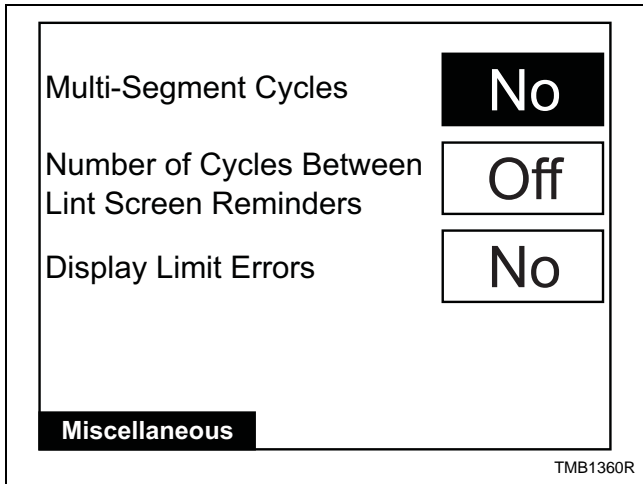 Multi-Segment Cycles No
Number of Cycles Between
Lint Screen Reminders Off
Display Limit Errors No
Miscellaneous
TMB1360R